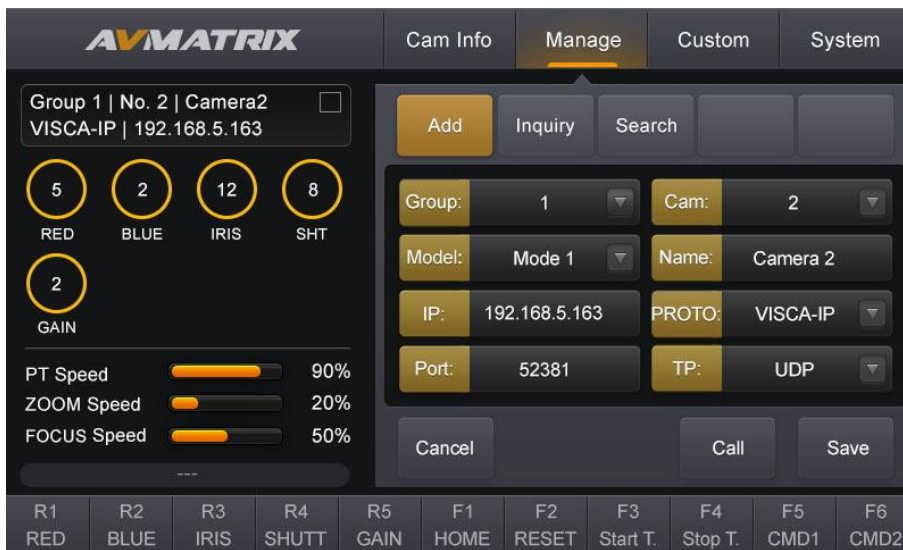 AVMATRIX
Cam Info Manage Custom System
Group 1 | No. 2 | Camera2
VISCA-IP | 192.168.5.163
5 2 12 8
RED BLUE IRIS SHT
2
GAIN
PT Speed 90%
ZOOM Speed 20%
FOCUS Speed 50%
---
Add Inquiry Search
Group: 1 Cam: 2
Model: Mode 1 Name: Camera 2
IP: 192.168.5.163 PROTO: VISCA-IP
Port: 52381 TP: UDP
Cancel Call Save
R1 R2 R3 R4 R5 F1 F2 F3 F4 F5 F6
RED BLUE IRIS SHUTT GAIN HOME RESET Start T. Stop T. CMD1 CMD2